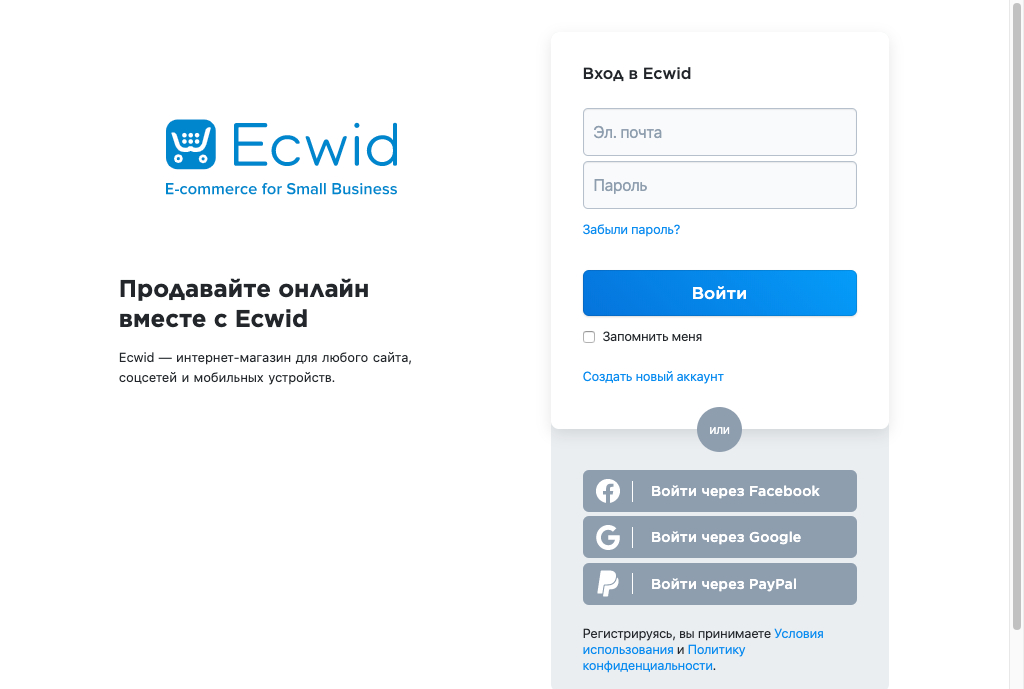 Ecwid
E-commerce for Small Business
Продавайте онлайн
вместе с Ecwid
Ecwid — интернет-магазин для любого сайта,
соцсетей и мобильных устройств.
Вход в Ecwid
Эл. почта
Пароль
Забыли пароль?
Войти
Запомнить меня
Создать новый аккаунт
или
Войти через Facebook
Войти через Google
Войти через PayPal
Регистрируясь, вы принимаете Условия
использования и Политику
конфиденциальности.